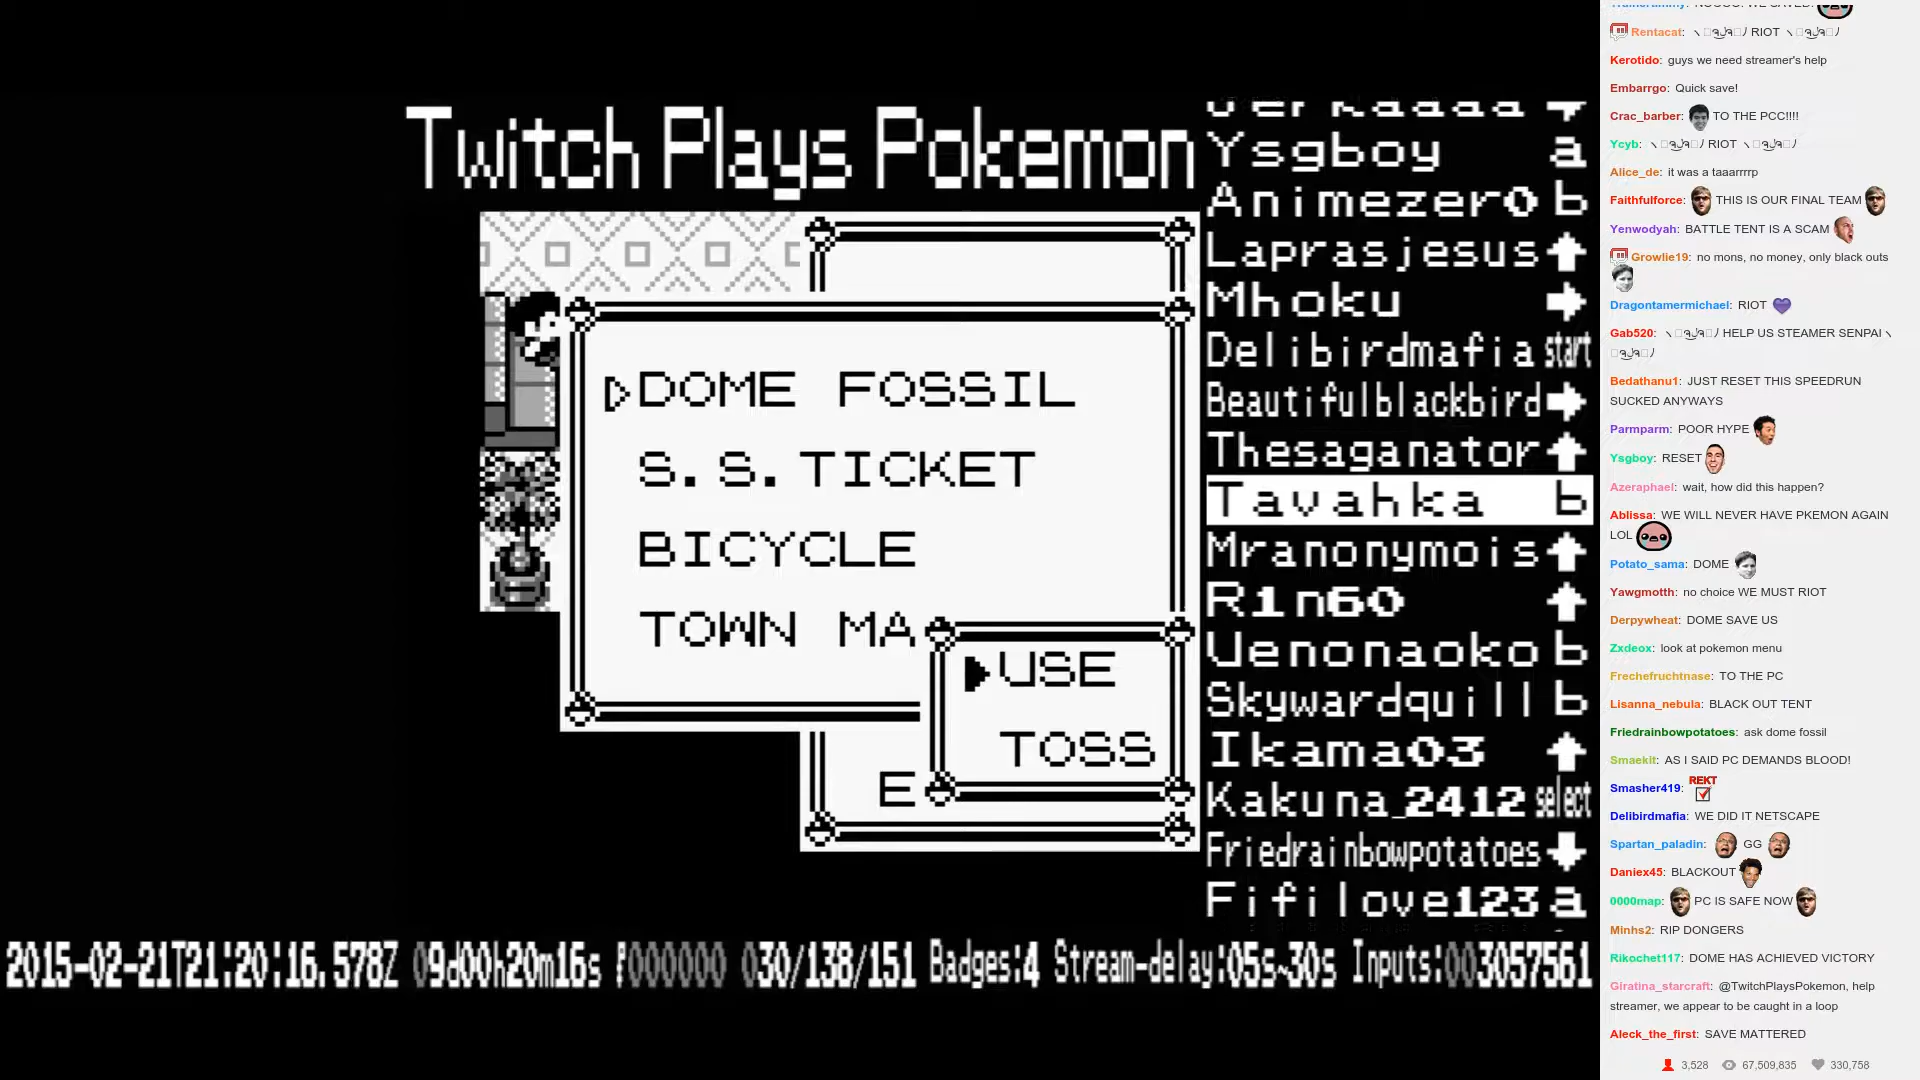 Twitch Plays Pokemon
DOME FOSSIL
S.S.TICKET
BICYCLE
TOWN MA
USE
TOSS
E
Ysgboy a
Animezer0 b
Laprasjesus
Mhoku
Delibirdmafia start
Beautifulblackbird
Thesaganator
Tavahka b
Mranonymois
R1n60
Uenonaoko b
Skywardquill b
Ikama03
Kakuna_2412 select
Friedrainbowpotatoes
Fifilove123 a
2015-02-21T21:20:16.578Z 09d00h20m16s ₽000000 030/138/151 Badges:4 Stream-delay:05s~30s Inputs:003057561
Rentacat: RIOT
Kerotido: guys we need streamer's help
Embarrgo: Quick save!
Crac_barber: TO THE PCC!!!!
Ycyb: RIOT
Alice_de: it was a taaarrrrp
Faithfulforce: THIS IS OUR FINAL TEAM
Yenwodyah: BATTLE TENT IS A SCAM
Growlie19: no mons, no money, only black outs
Dragontamermichael: RIOT
Gab520: HELP US STEAMER SENPAI
Bedathanu1: JUST RESET THIS SPEEDRUN
SUCKED ANYWAYS
Parmparm: POOR HYPE
Ysgboy: RESET
Azeraphael: wait, how did this happen?
Ablissa: WE WILL NEVER HAVE PKEMON AGAIN
LOL
Potato_sama: DOME
Yawgmotth: no choice WE MUST RIOT
Derpywheat: DOME SAVE US
Zxdeox: look at pokemon menu
Frechefruchtnase: TO THE PC
Lisanna_nebula: BLACK OUT TENT
Friedrainbowpotatoes: ask dome fossil
Smaekit: AS I SAID PC DEMANDS BLOOD!
Smasher419: REKT
Delibirdmafia: WE DID IT NETSCAPE
Spartan_paladin: GG
Daniex45: BLACKOUT
0000map: PC IS SAFE NOW
Minhs2: RIP DONGERS
Rikochet117: DOME HAS ACHIEVED VICTORY
Giratina_starcraft: @TwitchPlaysPokemon, help
streamer, we appear to be caught in a loop
Aleck_the_first: SAVE MATTERED
3,528 67,509,835 330,758